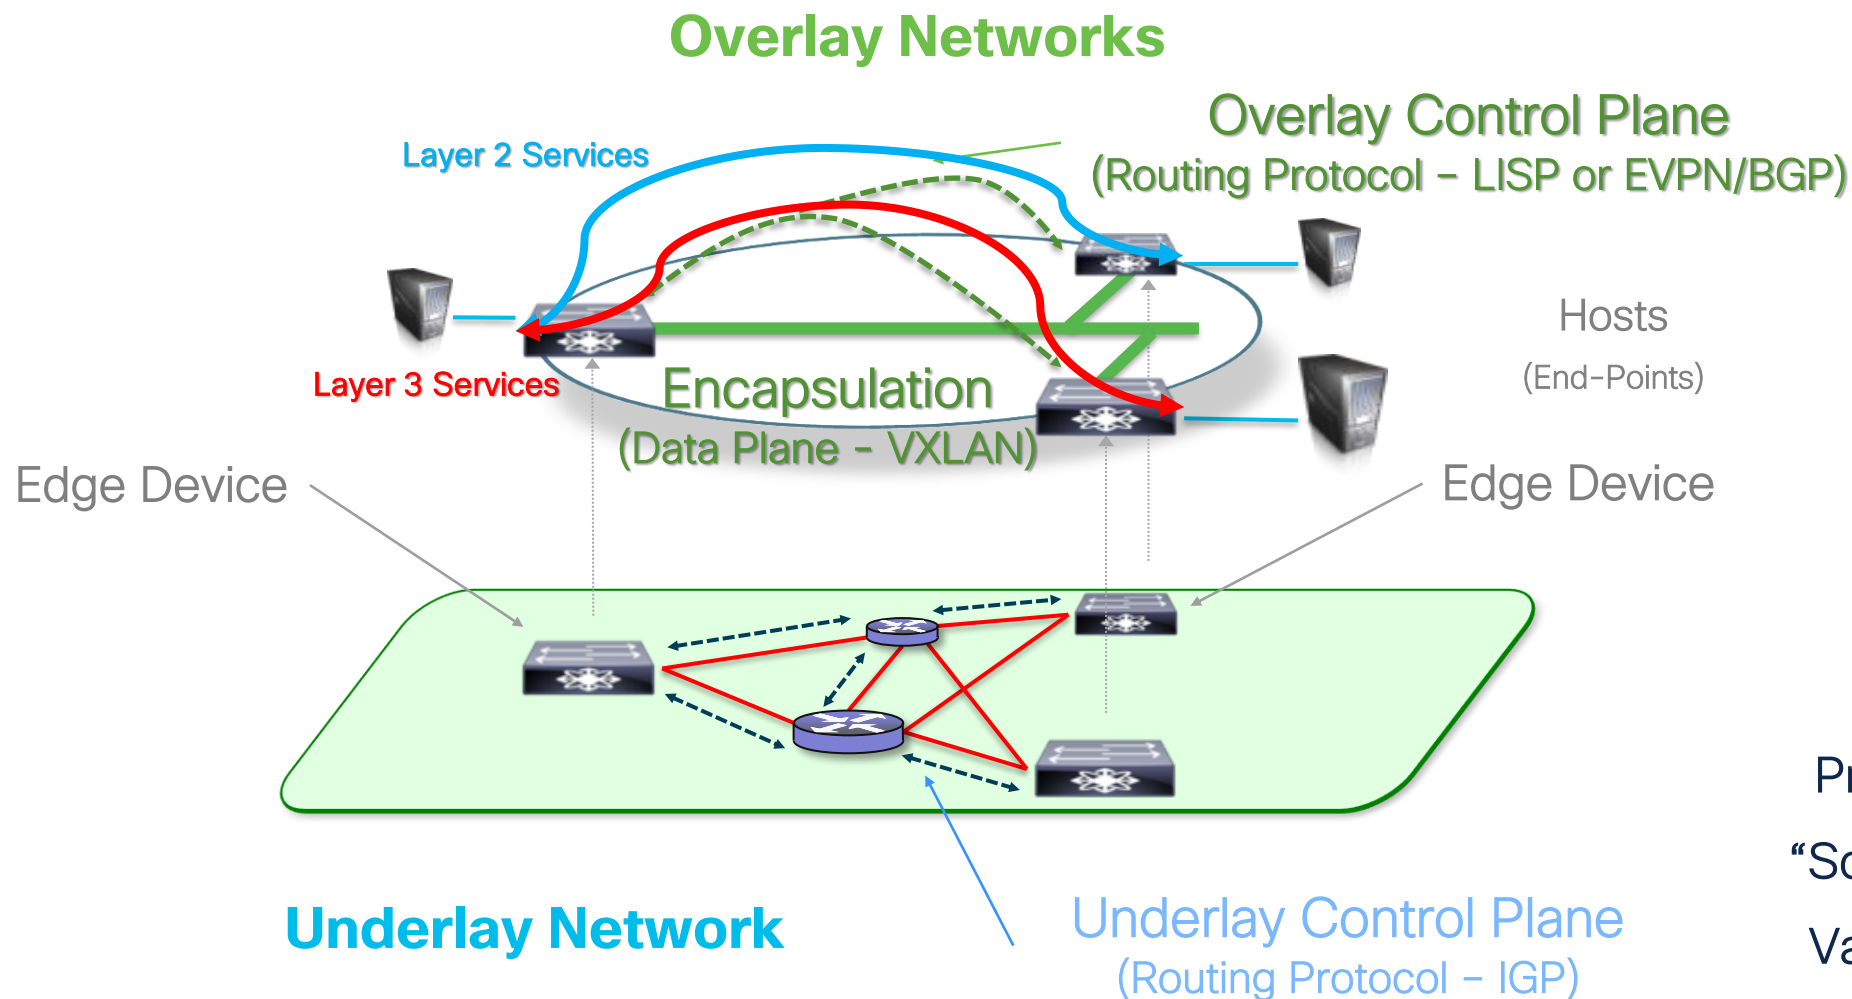 Overlay Networks
Overlay Control Plane
(Routing Protocol – LISP or EVPN/BGP)
Layer 2 Services
Hosts
(End-Points)
Layer 3 Services
Encapsulation
(Data Plane - VXLAN)
Edge Device
Edge Device
Underlay Network
Underlay Control Plane
(Routing Protocol – IGP)